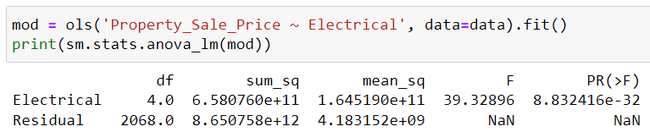 mod = ols('Property_Sale_Price ~ Electrical', data=data).fit()
print(sm.stats.anova_lm(mod))
df sum_sq mean_sq F PR(>F)
Electrical 4.0 6.580760e+11 1.645190e+11 39.32896 8.832416e-32
Residual 2068.0 8.650758e+12 4.183152e+09 NaN NaN